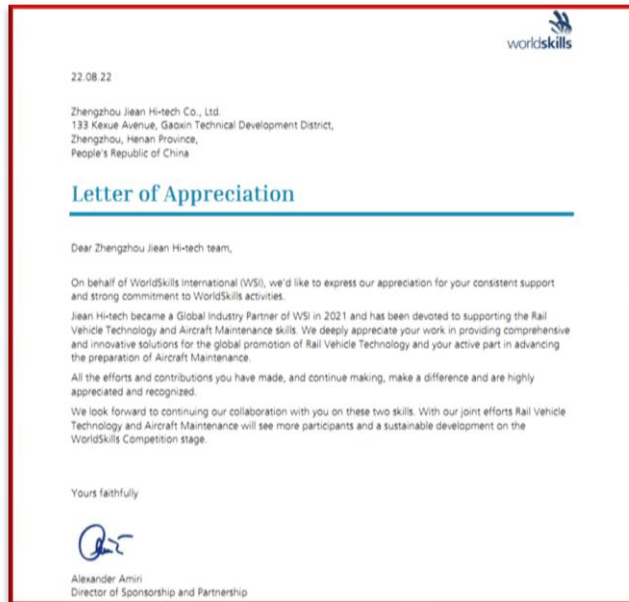 worldskills
22.08.22
Zhengzhou Jiean Hi-tech Co., Ltd.
133 Kexue Avenue, Gaoxin Technical Development District,
Zhengzhou, Henan Province,
People's Republic of China
Letter of Appreciation
Dear Zhengzhou Jiean Hi-tech team,
On behalf of WorldSkills International (WSI), we'd like to express our appreciation for your consistent support
and strong commitment to WorldSkills activities.
Jiean Hi-tech became a Global Industry Partner of WSI in 2021 and has been devoted to supporting the Rail
Vehicle Technology and Aircraft Maintenance skills. We deeply appreciate your work in providing comprehensive
and innovative solutions for the global promotion of Rail Vehicle Technology and your active part in advancing
the preparation of Aircraft Maintenance.
All the efforts and contributions you have made, and continue making, make a difference and are highly
appreciated and recognized.
We look forward to continuing our collaboration with you on these two skills. With our joint efforts Rail Vehicle
Technology and Aircraft Maintenance will see more participants and a sustainable development on the
WorldSkills Competition stage.
Yours faithfully
Alexander Amiri
Director of Sponsorship and Partnership